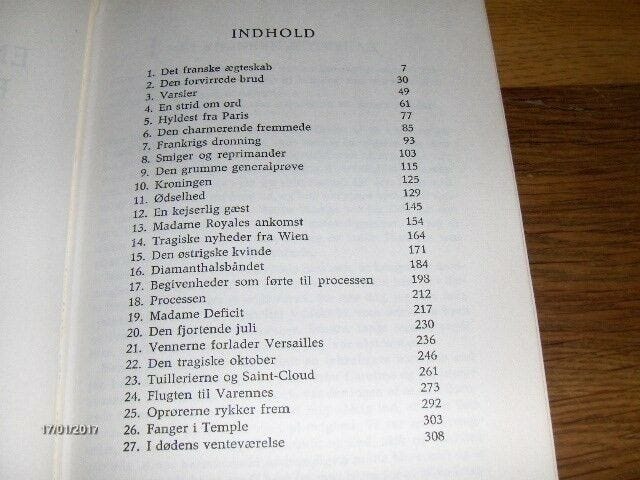 INDHOLD
1. Det franske ægteskab 7
2. Den forvirrede brud 30
3. Varsler 49
4. En strid om ord 61
5. Hyldest fra Paris 77
6. Den charmerende fremmede 85
7. Frankrigs dronning 93
8. Smiger og reprimander 103
9. Den grumme generalprøve 115
10. Kroningen 125
11. Ødselhed 129
12. En kejserlig gæst 145
13. Madame Royales ankomst 154
14. Tragiske nyheder fra Wien 164
15. Den østrigske kvinde 171
16. Diamanthalsbåndet 184
17. Begivenheder som førte til processen 198
18. Processen 212
19. Madame Deficit 217
20. Den fjortende juli 230
21. Vennerne forlader Versailles 236
22. Den tragiske oktober 246
23. Tuillerierne og Saint-Cloud 261
24. Flugten til Varennes 273
25. Oprørerne rykker frem 292
26. Fanger i Temple 303
27. I dødens venteværelse 308
17/01/2017